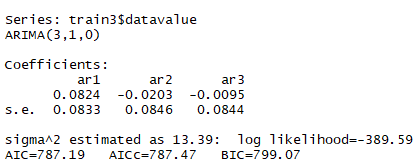 Series: train3$datavalue
ARIMA(3,1,0)
Coefficients:
ar1 ar2 ar3
0.0824 -0.0203 -0.0095
s.e. 0.0833 0.0846 0.0844
sigma^2 estimated as 13.39: log likelihood=-389.59
AIC=787.19 AICc=787.47 BIC=799.07